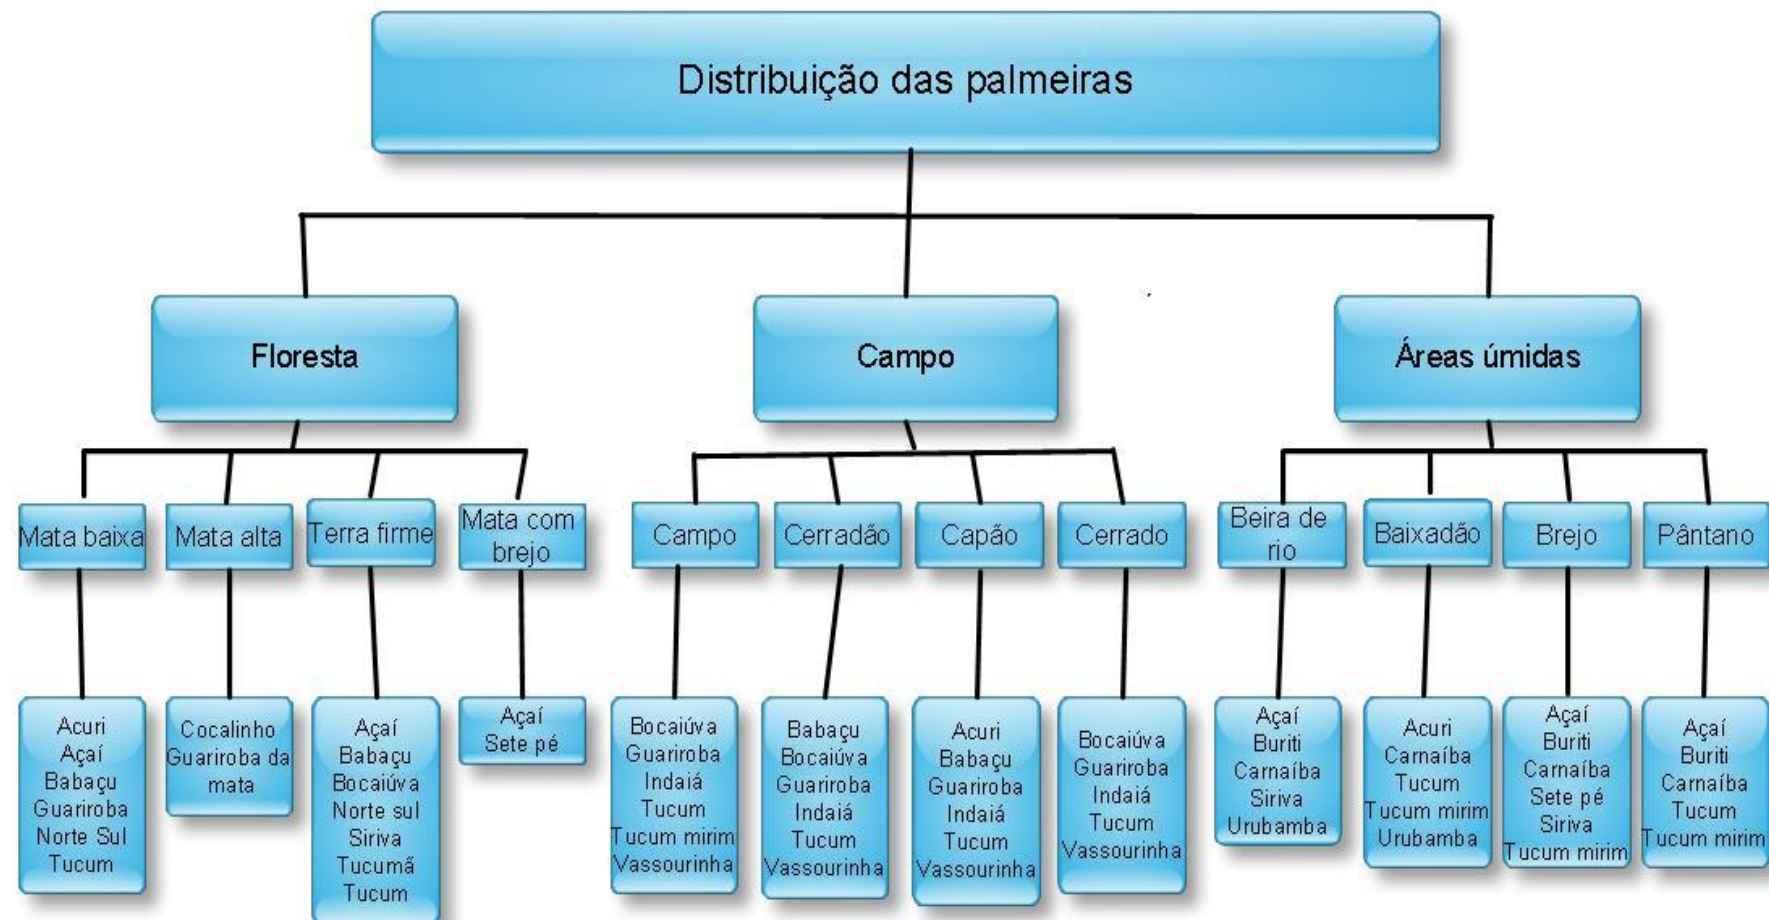 Distribuição das palmeiras
Floresta
Campo
Áreas úmidas
Mata baixa
Mata alta
Terra firme
Mata com
brejo
Campo
Cerradão
Capão
Cerrado
Beira de
rio
Baixadão
Brejo
Pântano
Acuri
Açaí
Babaçu
Guariroba
Norte Sul
Tucum
Cocalinho
Guariroba da
mata
Açaí
Babaçu
Bocaiúva
Norte sul
Siriva
Tucumã
Tucum
Açaí
Sete pé
Bocaiúva
Guariroba
Indaiá
Tucum
Tucum mirim
Vassourinha
Babaçu
Bocaiúva
Guariroba
Indaiá
Tucum
Vassourinha
Acuri
Babaçu
Guariroba
Indaiá
Tucum
Vassourinha
Bocaiúva
Guariroba
Indaiá
Tucum
Vassourinha
Açaí
Buriti
Carnaíba
Siriva
Urubamba
Acuri
Carnaíba
Tucum
Tucum mirim
Urubamba
Açaí
Buriti
Carnaíba
Sete pé
Siriva
Tucum mirim
Açaí
Buriti
Carnaíba
Tucum
Tucum mirim